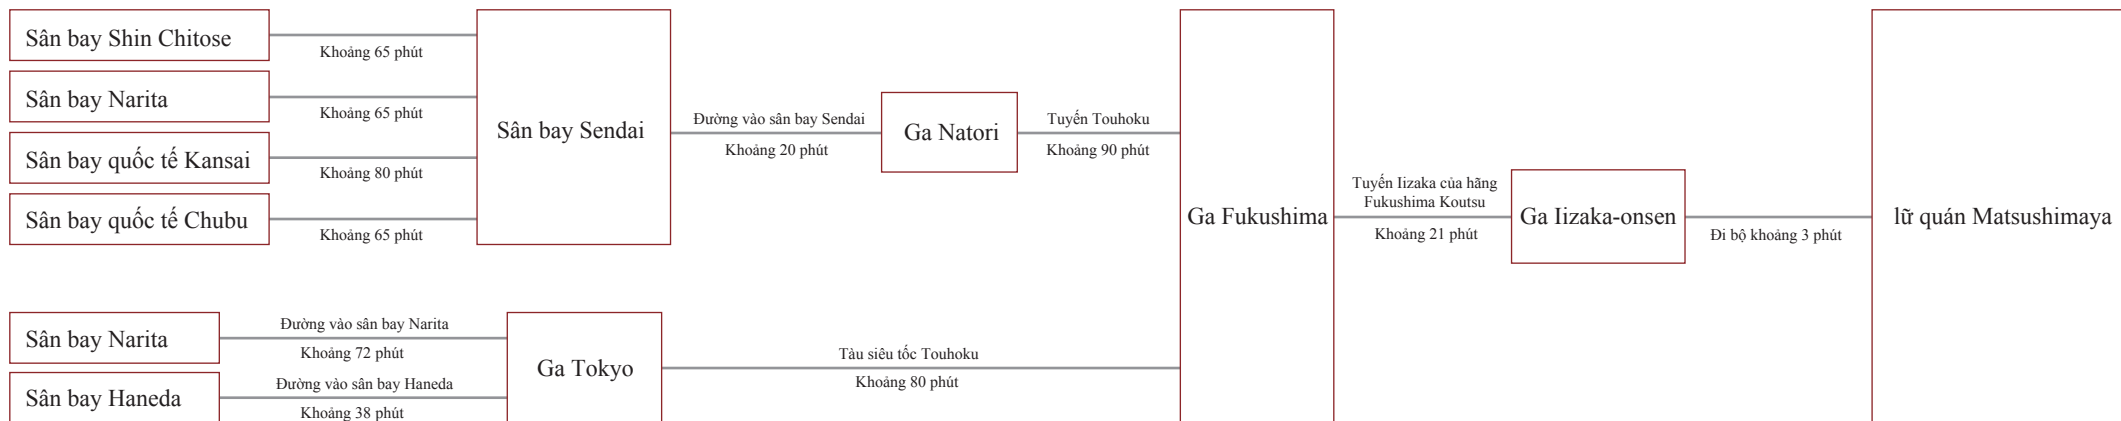 Sân bay Shin Chitose
Khoảng 65 phút
Sân bay Narita
Khoảng 65 phút
Sân bay quốc tế Kansai
Khoảng 80 phút
Sân bay quốc tế Chubu
Khoảng 65 phút
Sân bay Sendai
Đường vào sân bay Sendai
Khoảng 20 phút
Ga Natori
Tuyến Touhoku
Khoảng 90 phút
Sân bay Narita
Đường vào sân bay Narita
Khoảng 72 phút
Sân bay Haneda
Đường vào sân bay Haneda
Khoảng 38 phút
Ga Tokyo
Tàu siêu tốc Touhoku
Khoảng 80 phút
Ga Fukushima
Tuyến Iizaka của hãng
Fukushima Koutsu
Khoảng 21 phút
Ga Iizaka-onsen
Đi bộ khoảng 3 phút
lữ quán Matsushimaya